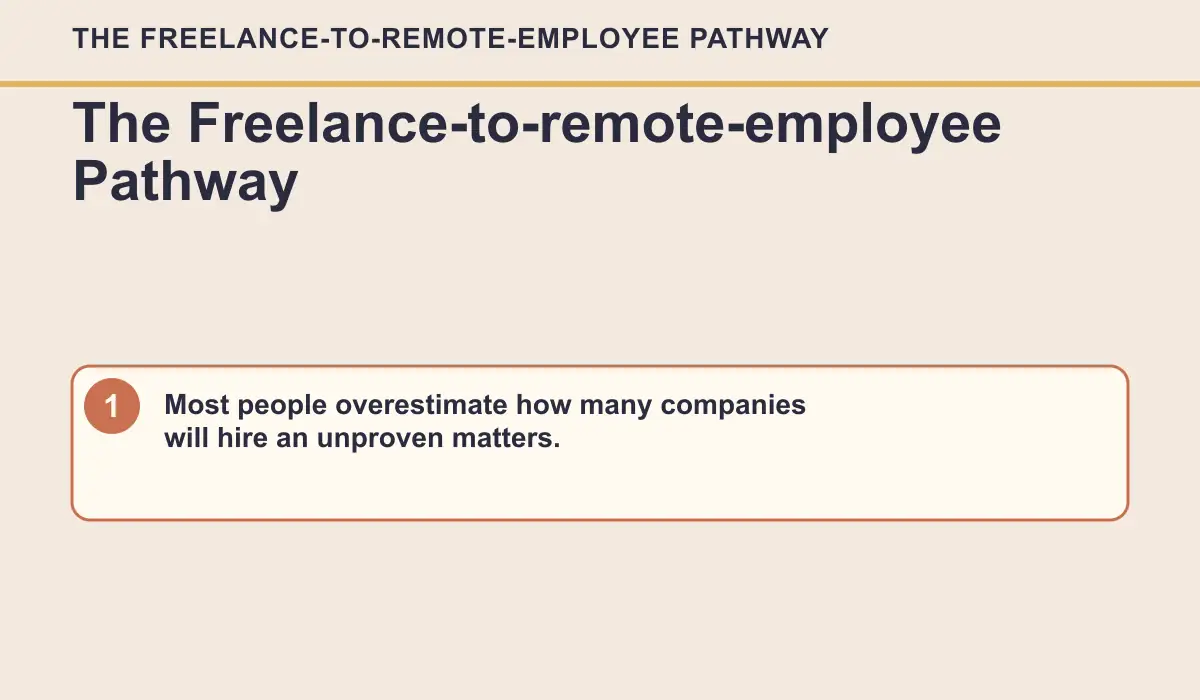 THE FREELANCE-TO-REMOTE-EMPLOYEE PATHWAY
The Freelance-to-remote-employee
Pathway
1
Most people overestimate how many companies
will hire an unproven matters.